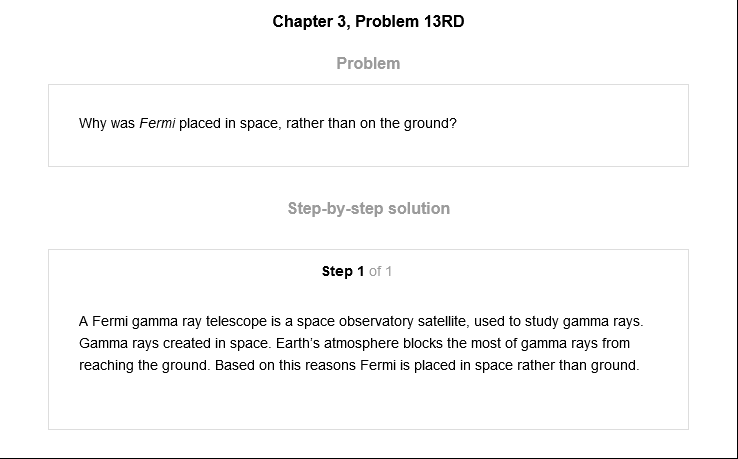 Chapter 3, Problem 13RD
Problem
Why was Fermi placed in space, rather than on the ground?
Step-by-step solution
Step 1 of 1
A Fermi gamma ray telescope is a space observatory satellite, used to study gamma rays.
Gamma rays created in space. Earth's atmosphere blocks the most of gamma rays from
reaching the ground. Based on this reasons Fermi is placed in space rather than ground.